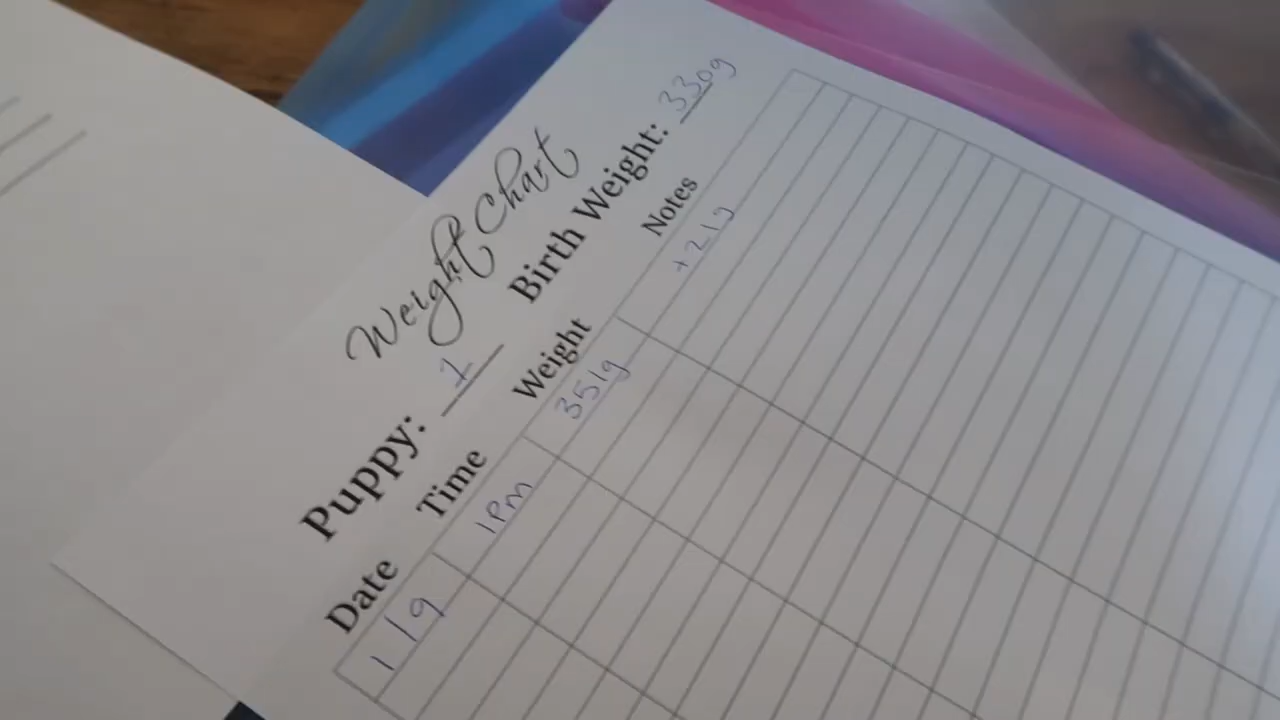 Weight Chart
Puppy: 1 Birth Weight: 330g
Date Time Weight Notes
1/9 1pm 351g +21g